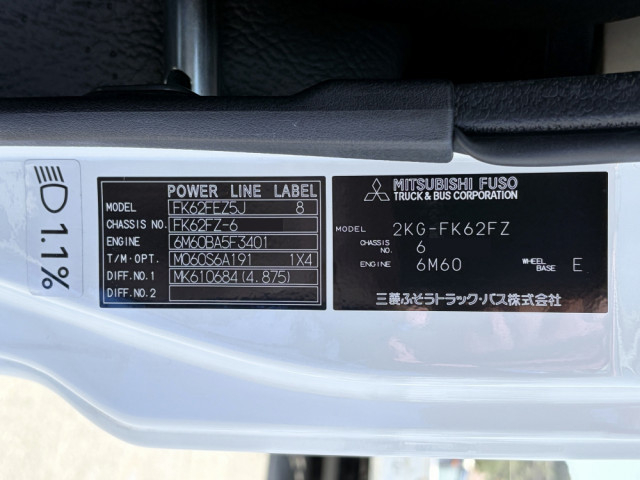 1.1%
POWER LINE LABEL
MODEL FK62FEZ5J 8
CHASSIS NO. FK62FZ-6
ENGINE 6M60BA5F3401
T/M·OPT. M060S6A191 1X4
DIFF.NO.1 MK610684(4.875)
DIFF.NO.2
MITSUBISHI FUSO
TRUCK & BUS CORPORATION
MODEL 2KG-FK62FZ
CHASSIS NO. 6
ENGINE 6M60 WHEEL BASE E
三菱ふそうトラック・バス株式会社